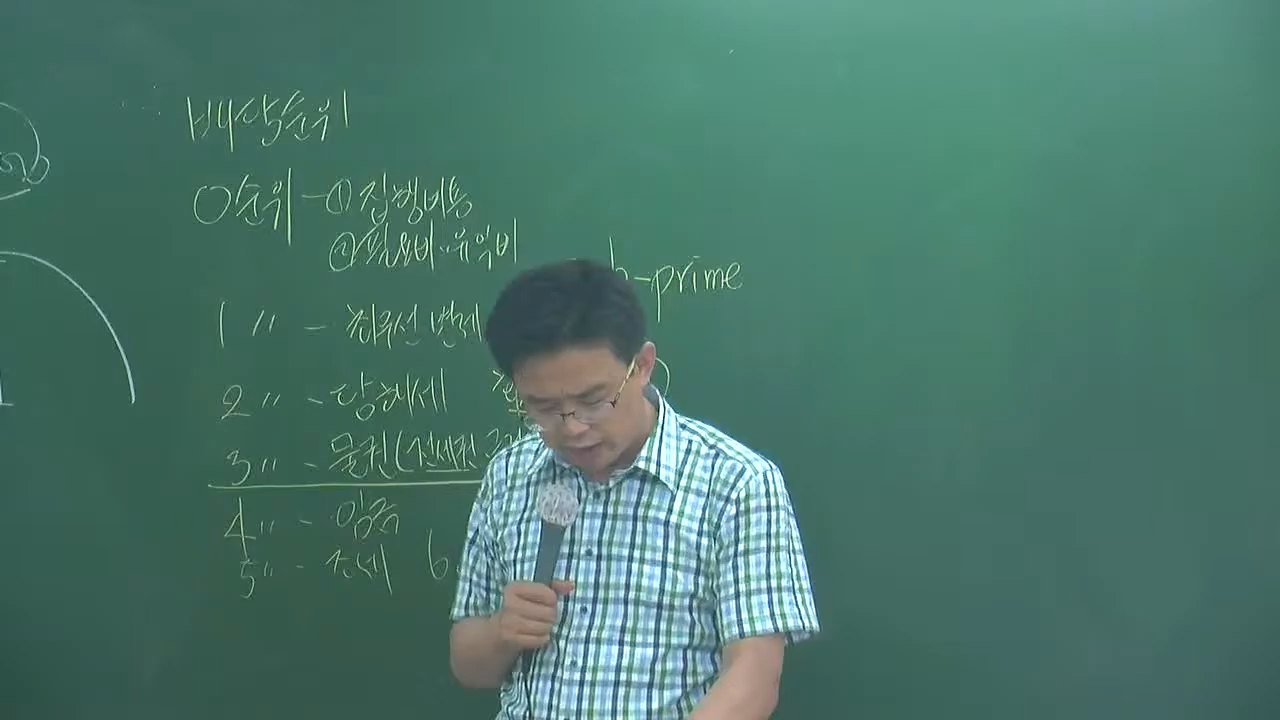 배당순위
0순위 - ① 집행비용
② 필요비·유익비
1 〃 - 최우선 변제
2 〃 - 당해세
3 〃 - 물권(전세권
4 〃 - 임금
5 〃 - 조세 6.
b-prime